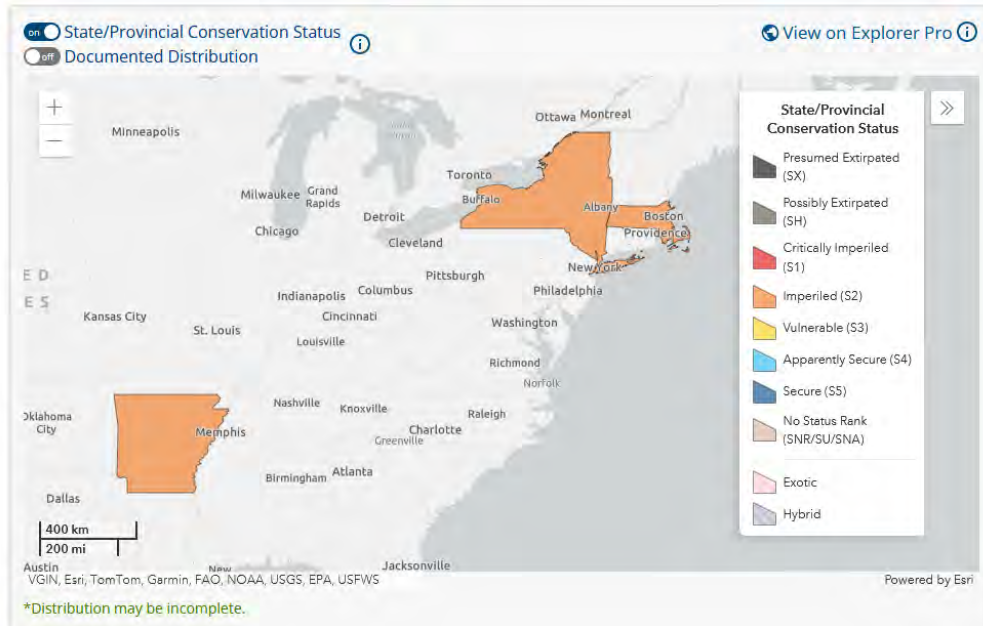 on State/Provincial Conservation Status
off Documented Distribution
View on Explorer Pro
Minneapolis
Ottawa Montreal
Toronto
Milwaukee Grand Rapids
Buffalo
Albany
Boston
Detroit
Providence
Chicago
Cleveland
New York
E D
Pittsburgh
E S
Indianapolis
Columbus
Philadelphia
Kansas City
St. Louis
Cincinnati
Washington
Louisville
Richmond
Norfolk
Nashville
Knoxville
Raleigh
Oklahoma City
Memphis
Charlotte
Greenville
Birmingham
Atlanta
Dallas
400 km
200 mi
Austin
New
Jacksonville
State/Provincial
Conservation Status
Presumed Extirpated
(SX)
Possibly Extirpated
(SH)
Critically Imperiled
(S1)
Imperiled (S2)
Vulnerable (S3)
Apparently Secure (S4)
Secure (S5)
No Status Rank
(SNR/SU/SNA)
Exotic
Hybrid
VGIN, Esri, TomTom, Garmin, FAO, NOAA, USGS, EPA, USFWS
Powered by Esri
*Distribution may be incomplete.